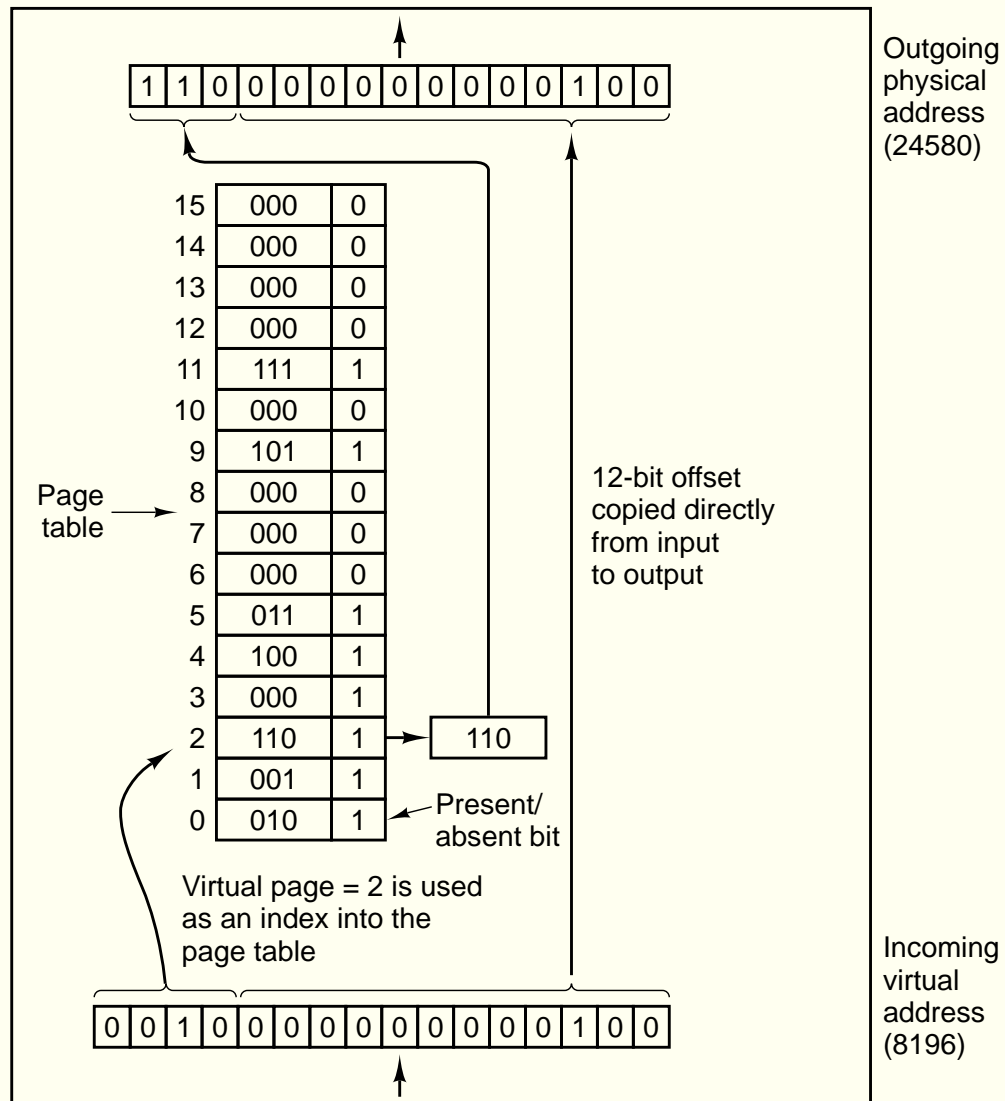 Outgoing
physical
address
(24580)
1 1 0 0 0 0 0 0 0 0 0 0 1 0 0
15 000 0
14 000 0
13 000 0
12 000 0
11 111 1
10 000 0
9 101 1
8 000 0
7 000 0
6 000 0
5 011 1
4 100 1
3 000 1
2 110 1 110
1 001 1
0 010 1
Page
table
12-bit offset
copied directly
from input
to output
Present/
absent bit
Virtual page = 2 is used
as an index into the
page table
0 0 1 0 0 0 0 0 0 0 0 0 0 1 0 0
Incoming
virtual
address
(8196)